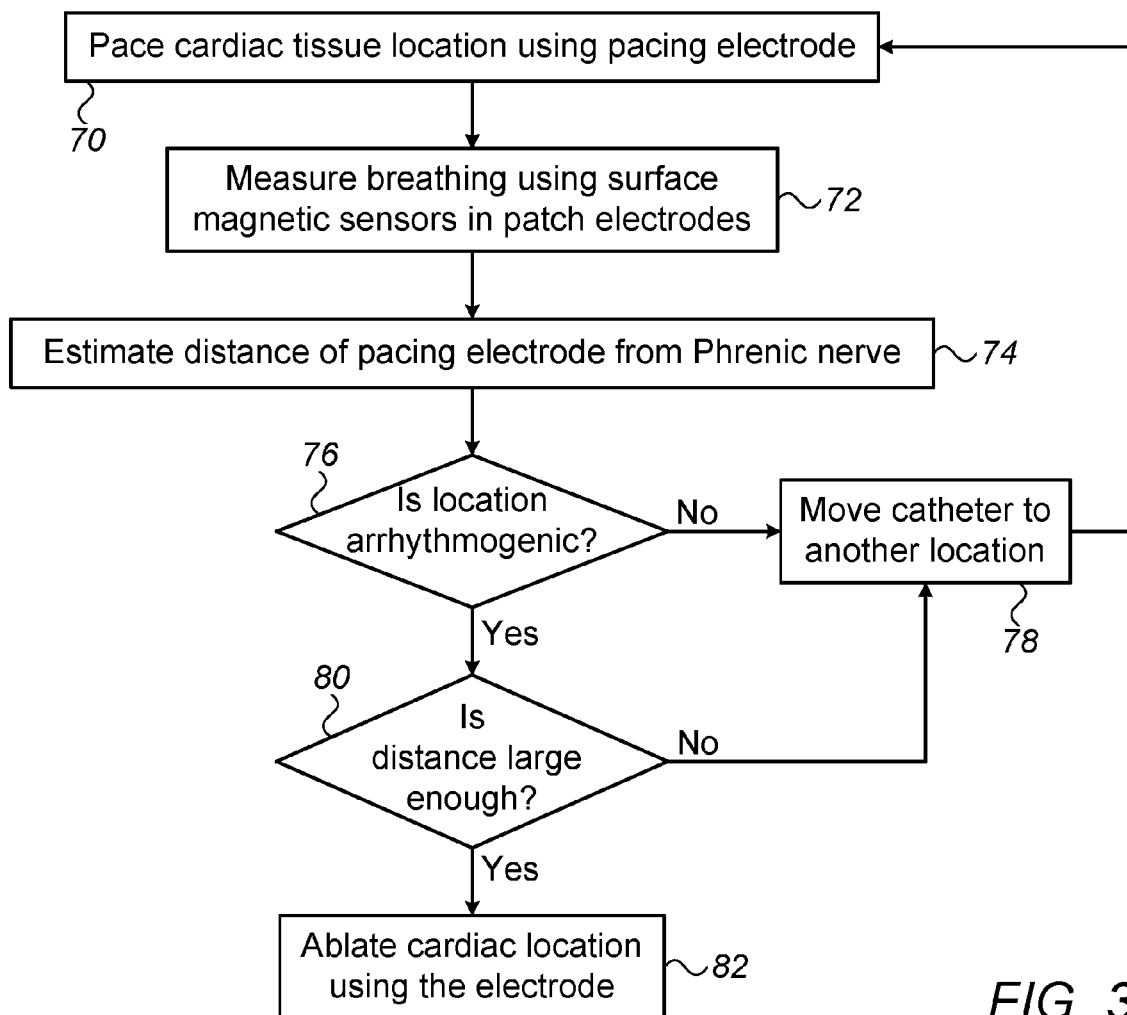 Pace cardiac tissue location using pacing electrode
70
Measure breathing using surface
magnetic sensors in patch electrodes
72
Estimate distance of pacing electrode from Phrenic nerve
74
76
Is location
arrhythmogenic?
No
Move catheter to
another location
78
Yes
80
Is
distance large
enough?
No
Yes
Ablate cardiac location
using the electrode
82
FIG. 3